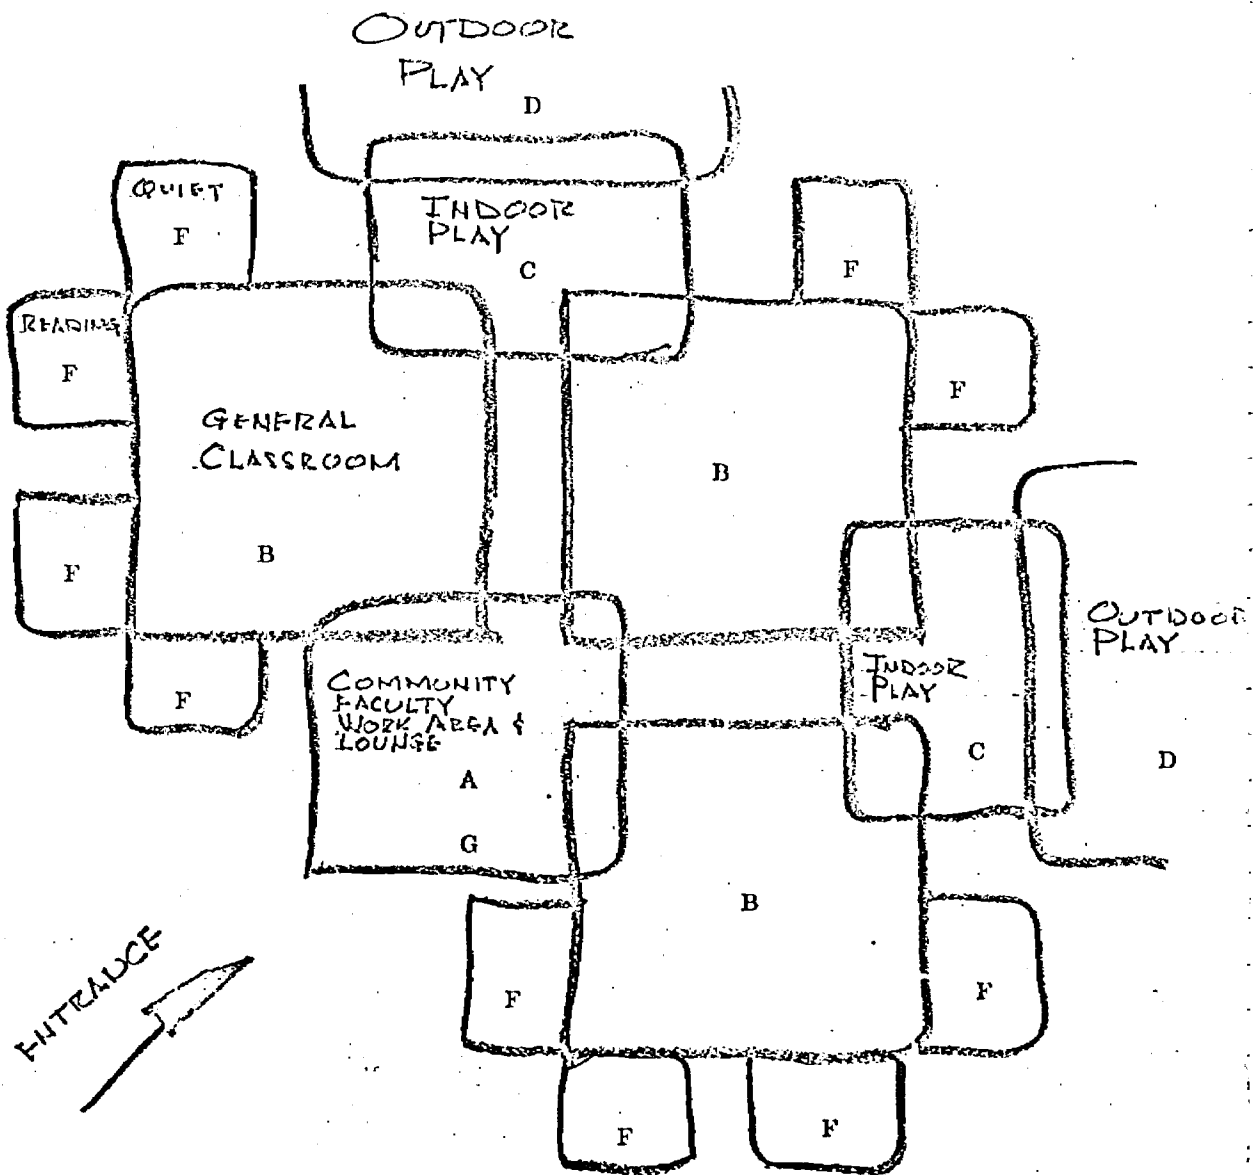 OUTDOOR
PLAY
D
QUIET
F
INDOOR
PLAY
C
F
READING
F
F
GENERAL
CLASSROOM
B
B
F
OUTDOOR
PLAY
INDOOR
PLAY
F
COMMUNITY
FACULTY
WORK AREA &
LOUNGE
A
C
D
G
B
ENTRANCE
F
F
F
F